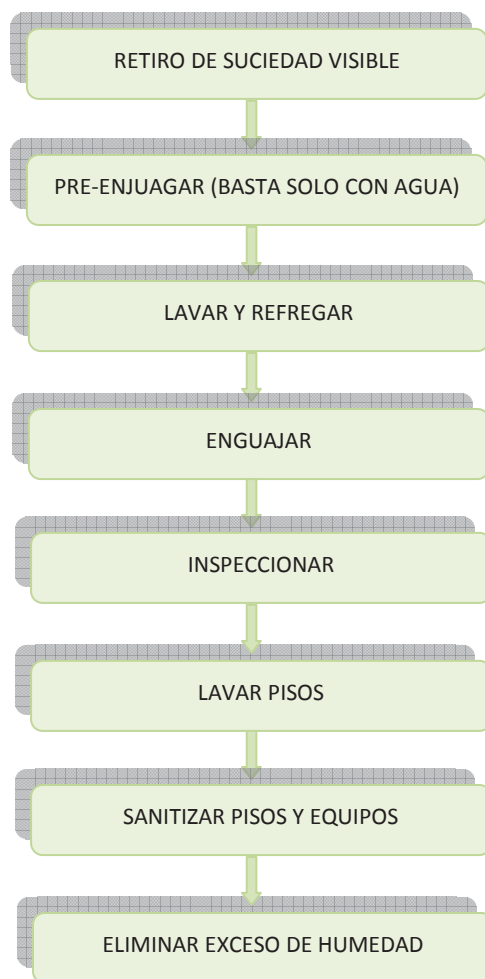 RETIRO DE SUCIEDAD VISIBLE
PRE-ENJUAGAR (BASTA SOLO CON AGUA)
LAVAR Y REFREGAR
ENGUAJAR
INSPECCIONAR
LAVAR PISOS
SANITIZAR PISOS Y EQUIPOS
ELIMINAR EXCESO DE HUMEDAD